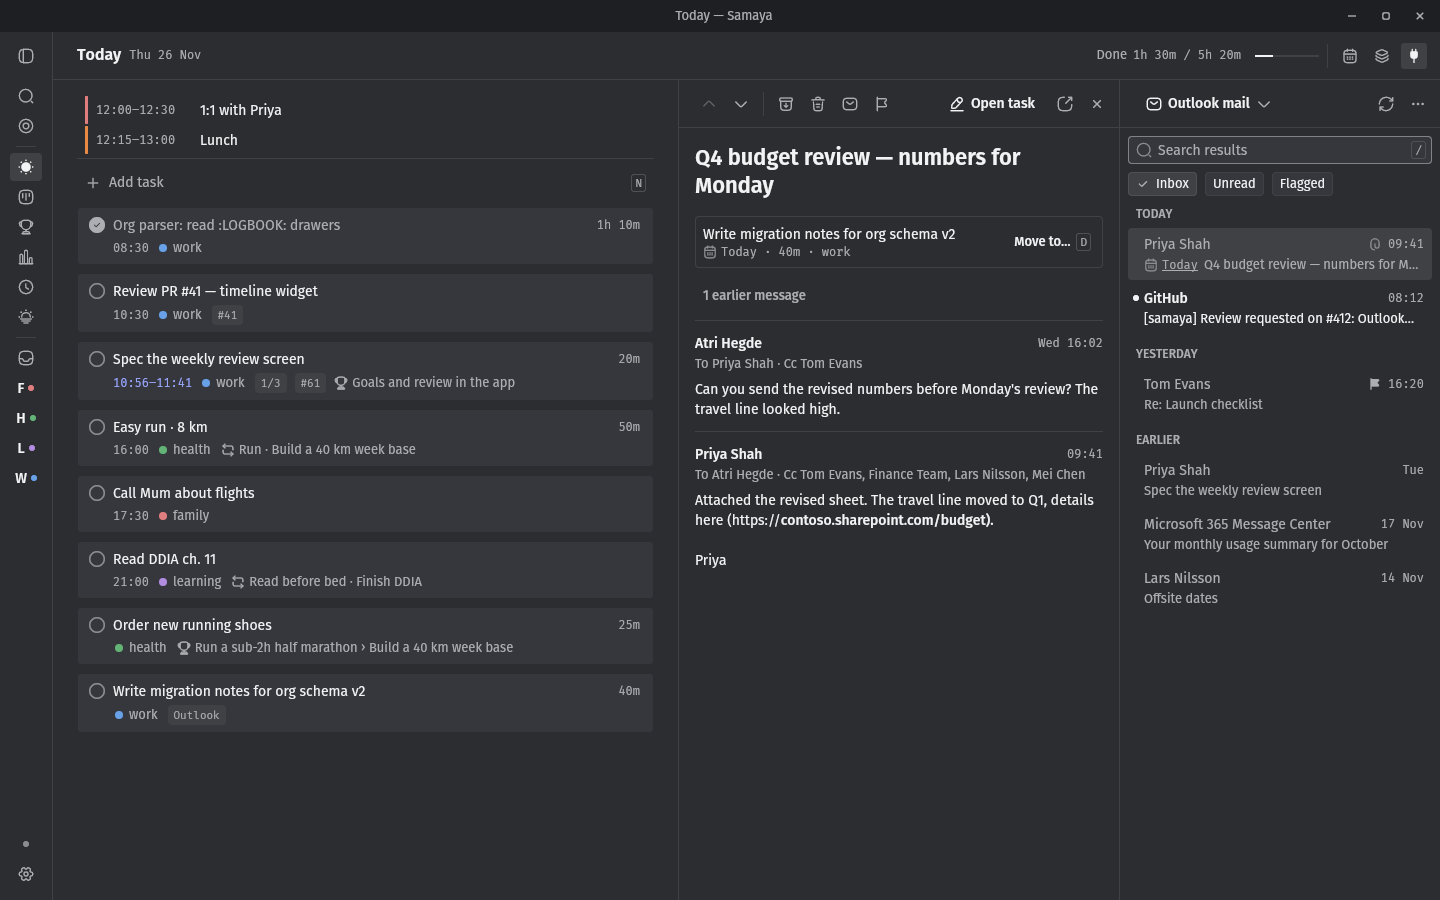 Today — Samaya
Today Thu 26 Nov
Done 1h 30m / 5h 20m
12:00–12:30 1:1 with Priya
12:15–13:00 Lunch
Add task N
Org parser: read :LOGBOOK: drawers 1h 10m
08:30 work
Review PR #41 — timeline widget
10:30 work #41
Spec the weekly review screen 20m
10:56–11:41 work 1/3 #61 Goals and review in the app
Easy run · 8 km 50m
16:00 health Run · Build a 40 km week base
Call Mum about flights
17:30 family
Read DDIA ch. 11
21:00 learning Read before bed · Finish DDIA
Order new running shoes 25m
health Run a sub-2h half marathon › Build a 40 km week base
Write migration notes for org schema v2 40m
work Outlook
F
H
L
W
Open task
Q4 budget review — numbers for
Monday
Write migration notes for org schema v2
Today · 40m · work
Move to... D
1 earlier message
Atri Hegde Wed 16:02
To Priya Shah · Cc Tom Evans
Can you send the revised numbers before Monday's review? The
travel line looked high.
Priya Shah 09:41
To Atri Hegde · Cc Tom Evans, Finance Team, Lars Nilsson, Mei Chen
Attached the revised sheet. The travel line moved to Q1, details
here (https://contoso.sharepoint.com/budget).
Priya
Outlook mail
Search results /
Inbox Unread Flagged
TODAY
Priya Shah 09:41
Today Q4 budget review — numbers for M...
GitHub 08:12
[samaya] Review requested on #412: Outlook...
YESTERDAY
Tom Evans 16:20
Re: Launch checklist
EARLIER
Priya Shah Tue
Spec the weekly review screen
Microsoft 365 Message Center 17 Nov
Your monthly usage summary for October
Lars Nilsson 14 Nov
Offsite dates